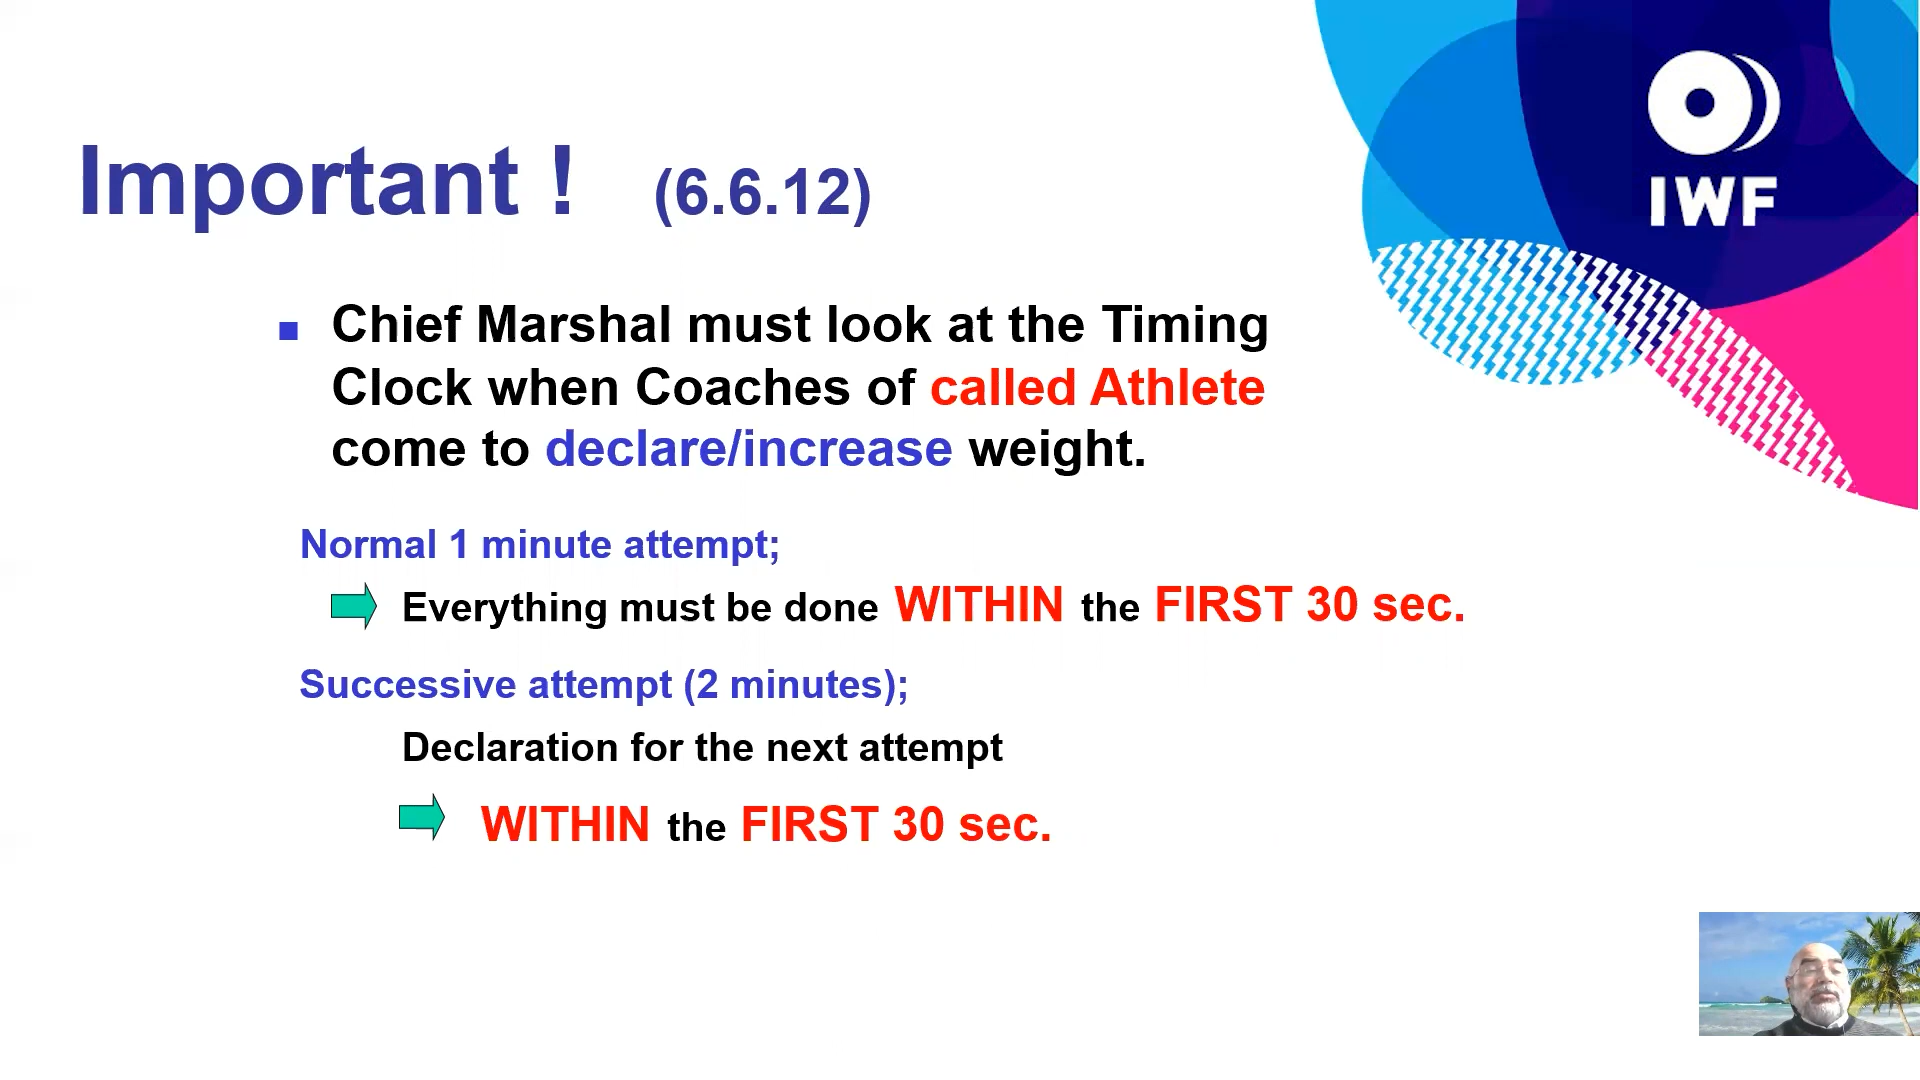 IWF
Important ! (6.6.12)
Chief Marshal must look at the Timing
Clock when Coaches of called Athlete
come to declare/increase weight.
Normal 1 minute attempt;
Everything must be done WITHIN the FIRST 30 sec.
Successive attempt (2 minutes);
Declaration for the next attempt
WITHIN the FIRST 30 sec.